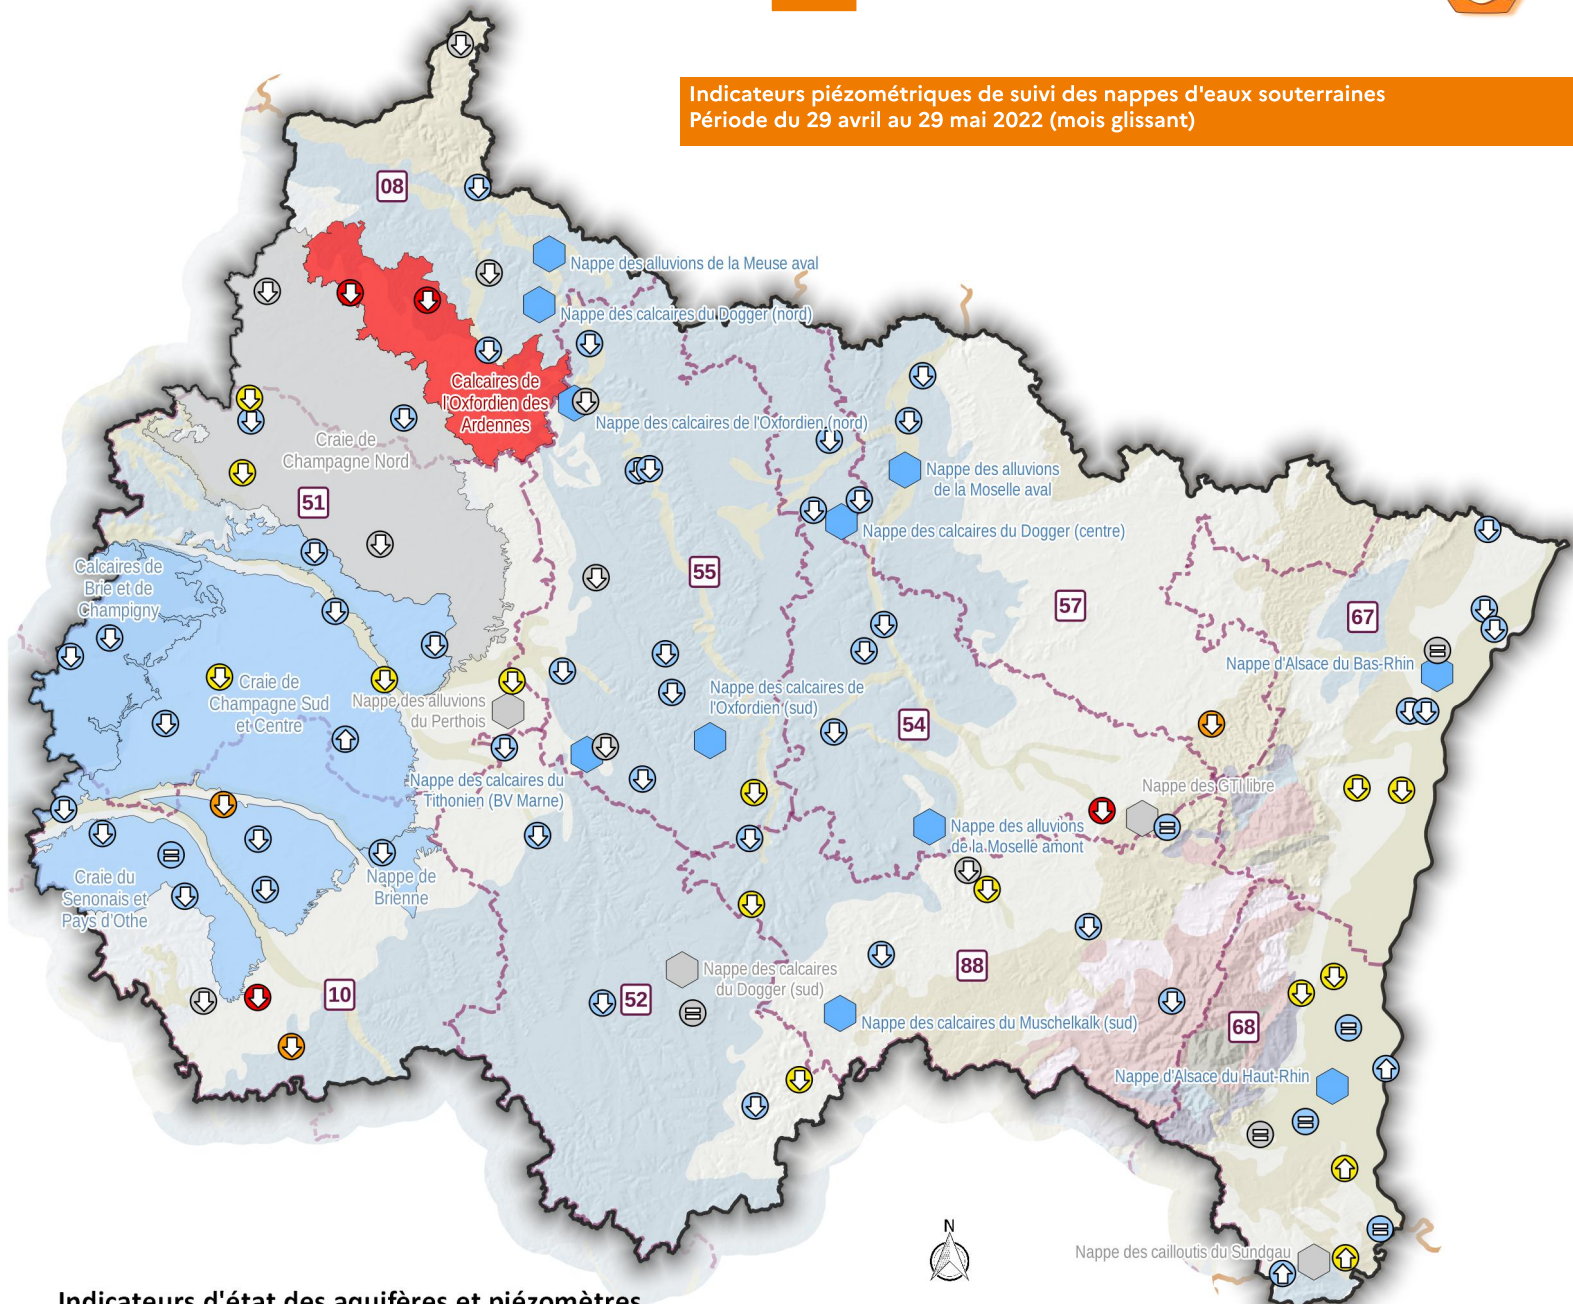 Indicateurs piézométriques de suivi des nappes d'eaux souterraines
Période du 29 avril au 29 mai 2022 (mois glissant)
08
Nappe des alluvions de la Meuse aval
Nappe des calcaires du Dogger (nord)
Calcaires de
l'Oxfordien des
Ardennes
Nappe des calcaires de l'Oxfordien (nord)
Craie de
Champagne Nord
51
Nappe des alluvions
de la Moselle aval
Nappe des calcaires du Dogger (centre)
Calcaires de
Brie et de
Champigny
55
57
67
Nappe d'Alsace du Bas-Rhin
Craie de
Champagne Sud
et Centre
Nappe des alluvions
du Perthois
Nappe des calcaires de
l'Oxfordien (sud)
54
Nappe des calcaires du
Tithonien (BV Marne)
Nappe des GTI libre
Nappe des alluvions
de la Moselle amont
Craie du
Senonais et
Pays d'Othe
Nappe de
Brienne
10
52
Nappe des calcaires
du Dogger (sud)
88
Nappe des calcaires du Muschelkalk (sud)
68
Nappe d'Alsace du Haut-Rhin
N
Nappe des cailloutis du Sundgau
Indicateurs d'état des aquifères et piézomètres